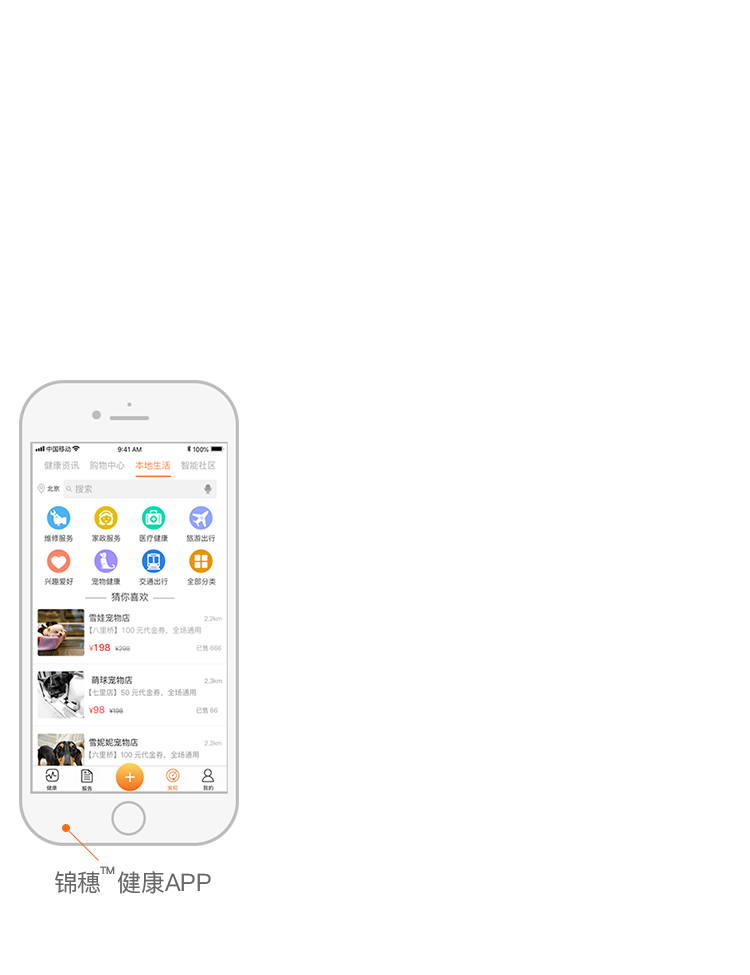 中国移动 9:41 AM 100%
健康资讯 购物中心 本地生活 智能社区
北京 搜索
维修服务 家政服务 医疗健康 旅游出行
兴趣爱好 宠物健康 交通出行 全部分类
猜你喜欢
雪娃宠物店 2.2km
【八里桥】100 元代金券，全场通用
¥198 ¥298 已售 666
萌球宠物店 2.3km
【七里店】50 元代金券，全场通用
¥98 ¥198 已售 66
雪妮妮宠物店 2.2km
【六里桥】100 元代金券，全场通用
健康 报告 发现 我的
锦穗™健康APP